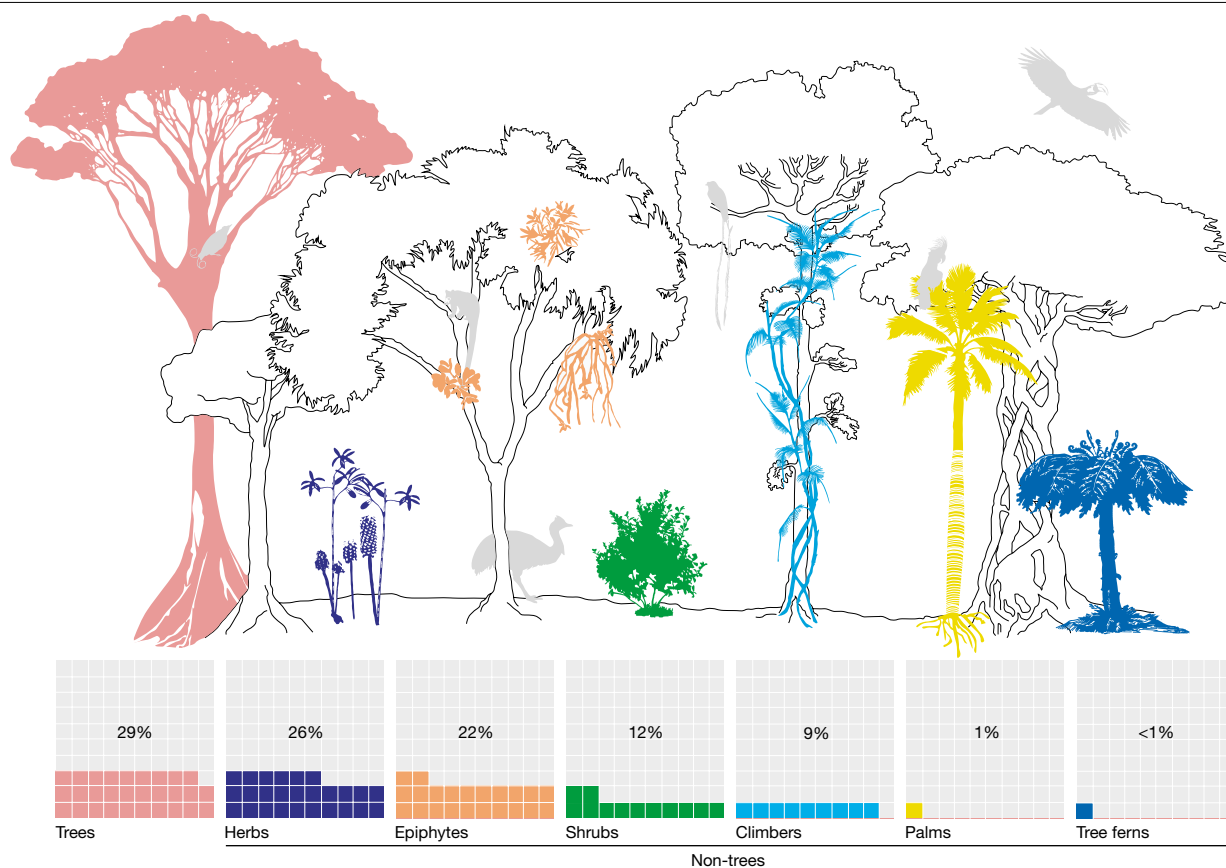 29%
26%
22%
12%
9%
1%
<1%
Trees
Herbs
Epiphytes
Shrubs
Climbers
Palms
Tree ferns
Non-trees